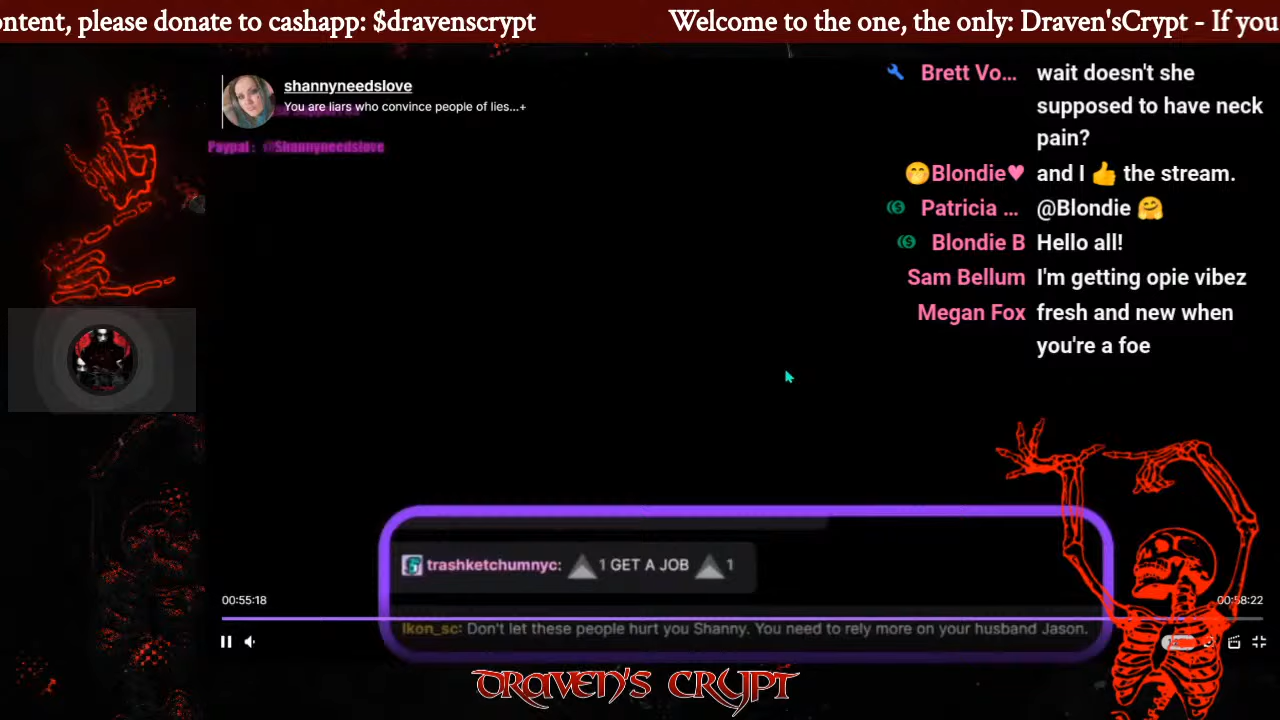 ontent, please donate to cashapp: $dravenscrypt Welcome to the one, the only: Draven'sCrypt - If you
shannyneedslove
You are liars who convince people of lies...+
Paypal : @Shannyneedslove
Brett Vo… wait doesn't she
supposed to have neck
pain?
🤭Blondie♥ and I 👍 the stream.
Patricia … @Blondie 🤗
Blondie B Hello all!
Sam Bellum I'm getting opie vibez
Megan Fox fresh and new when
you're a foe
trashketchumnyc: 1 GET A JOB 1
00:55:18 00:58:22
Ikon_sc: Don't let these people hurt you Shanny. You need to rely more on your husband Jason.
DRAVEN'S CRYPT